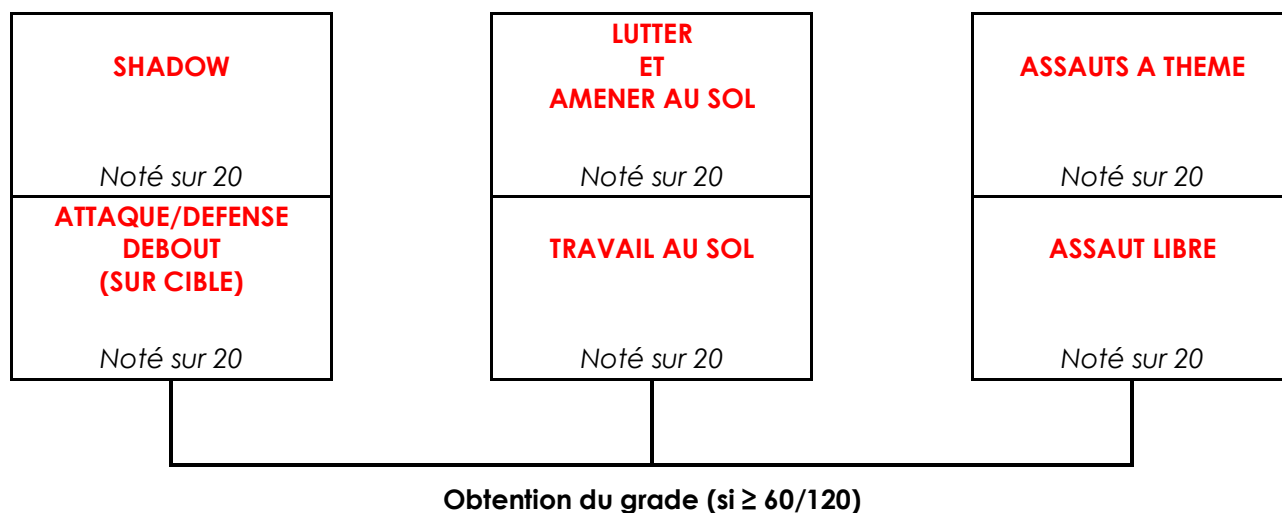 SHADOW
Noté sur 20
ATTAQUE/DEFENSE
DEBOUT
(SUR CIBLE)
Noté sur 20
LUTTER
ET
AMENER AU SOL
Noté sur 20
TRAVAIL AU SOL
Noté sur 20
ASSAUTS A THEME
Noté sur 20
ASSAUT LIBRE
Noté sur 20
Obtention du grade (si ≥ 60/120)